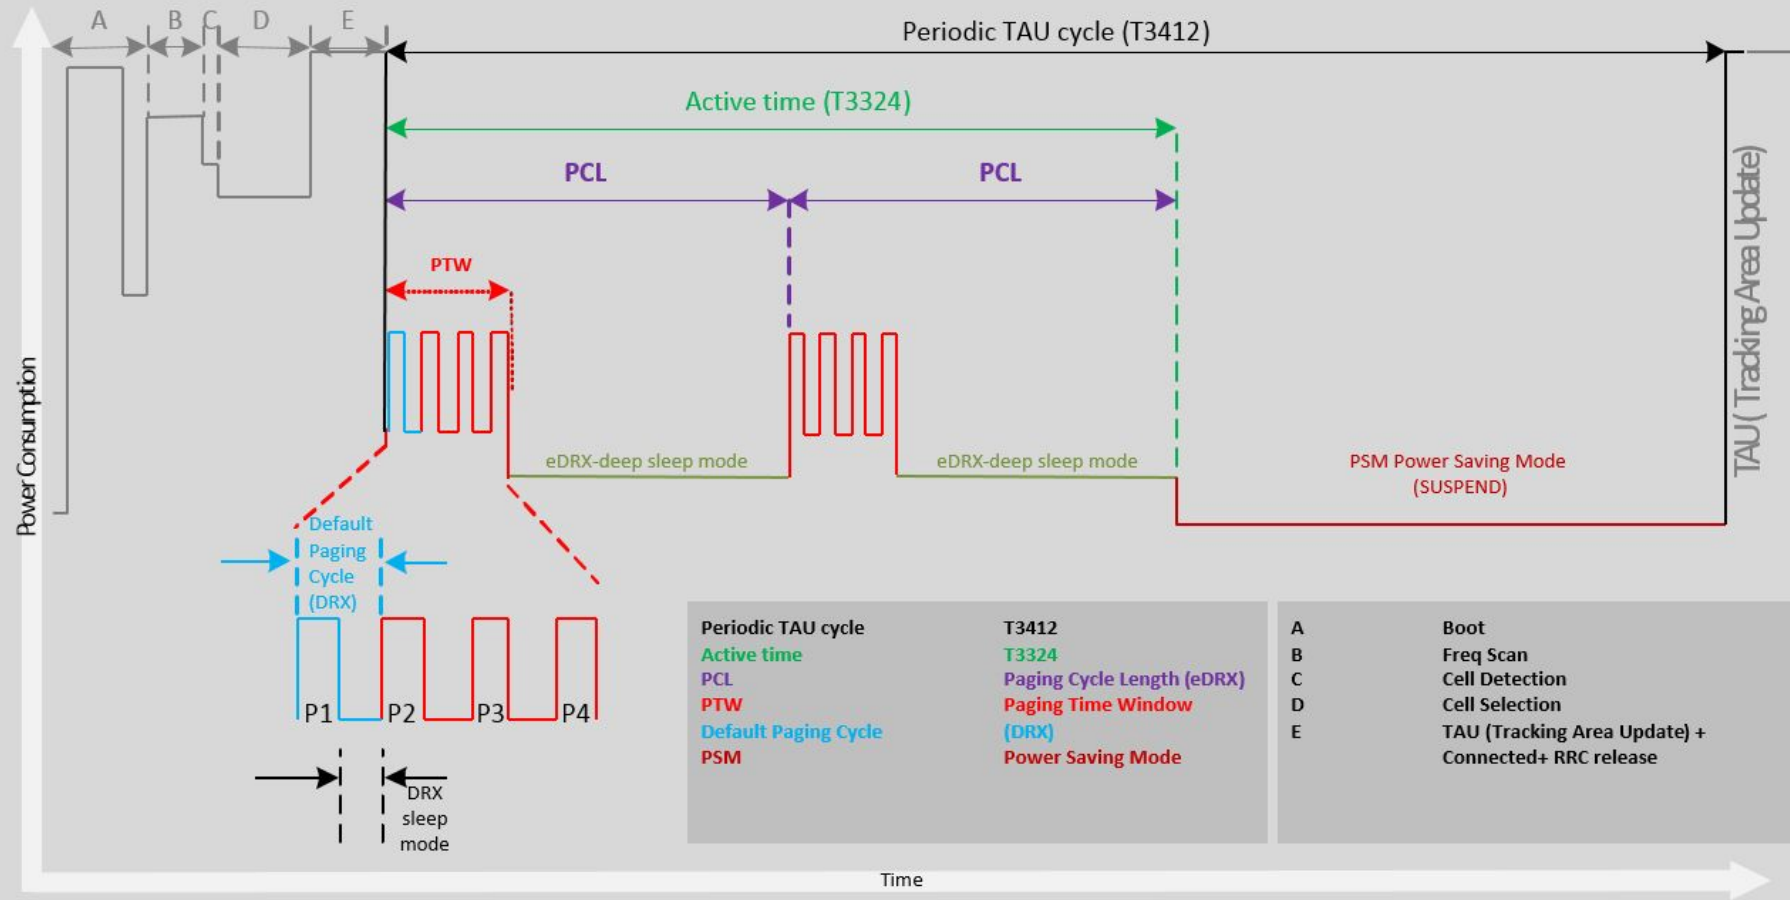 A B C D E
Periodic TAU cycle (T3412)
Active time (T3324)
PCL PCL
PTW
TAU ( Tracking Area Update)
Power Consumption
eDRX-deep sleep mode eDRX-deep sleep mode
PSM Power Saving Mode
(SUSPEND)
Default
Paging
Cycle
(DRX)
P1 P2 P3 P4
DRX
sleep
mode
Periodic TAU cycle T3412
Active time T3324
PCL Paging Cycle Length (eDRX)
PTW Paging Time Window
Default Paging Cycle (DRX)
PSM Power Saving Mode
A Boot
B Freq Scan
C Cell Detection
D Cell Selection
E TAU (Tracking Area Update) +
Connected+ RRC release
Time